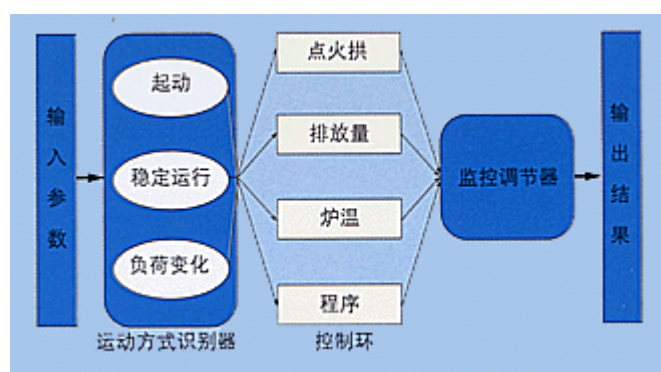 输入参数
起动
稳定运行
负荷变化
运动方式识别器
点火拱
排放量
炉温
程序
控制环
监控调节器
输出结果